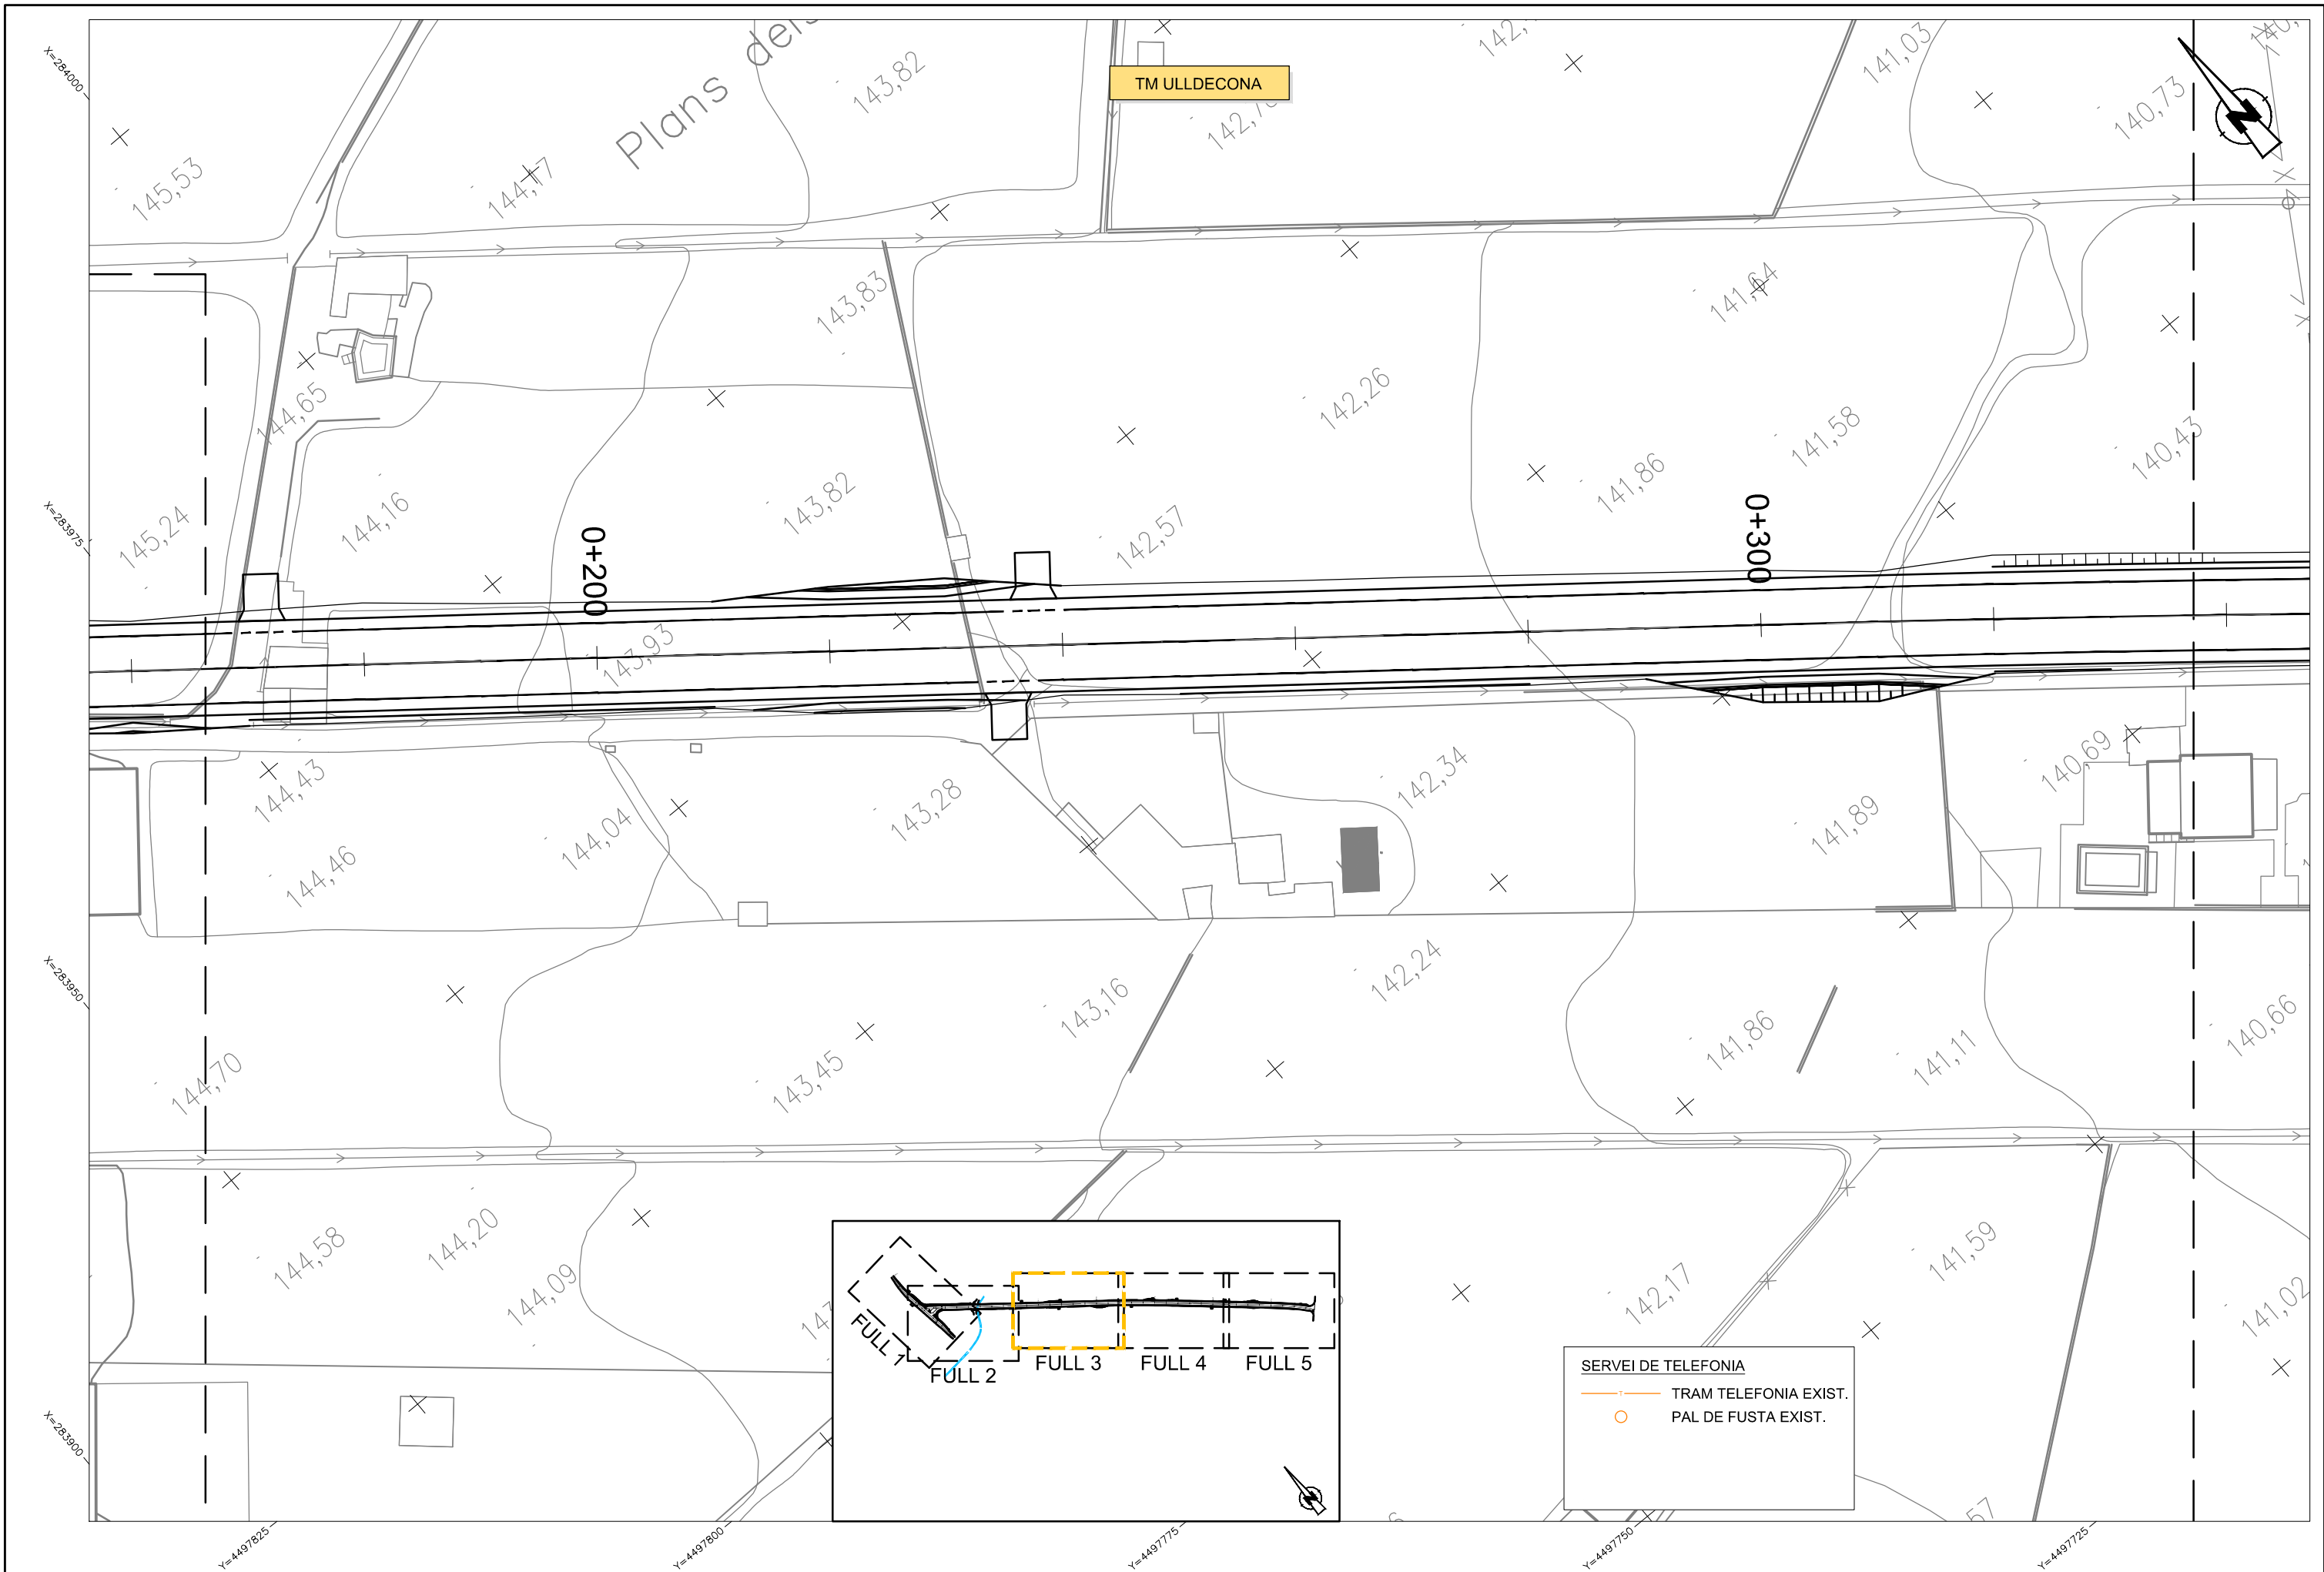 X=284000
X=283975
X=283950
X=283900
Plans dels
TM ULLDECONA
143,82
141,03
140,73
145,53
144,17
143,83
141,64
144,65
142,26
141,58
140,43
145,24
144,16
143,82
142,57
141,86
0+200
0+300
143,93
144,43
144,04
143,28
142,34
140,69
141,89
144,46
144,70
143,45
143,16
142,24
141,86
141,11
140,66
144,58
144,20
144,09
142,17
141,59
141,02
FULL 1
FULL 2
FULL 3
FULL 4
FULL 5
SERVEI DE TELEFONIA
TRAM TELEFONIA EXIST.
PAL DE FUSTA EXIST.
Y=4497825
Y=4497800
Y=4497775
Y=4497750
Y=4497725